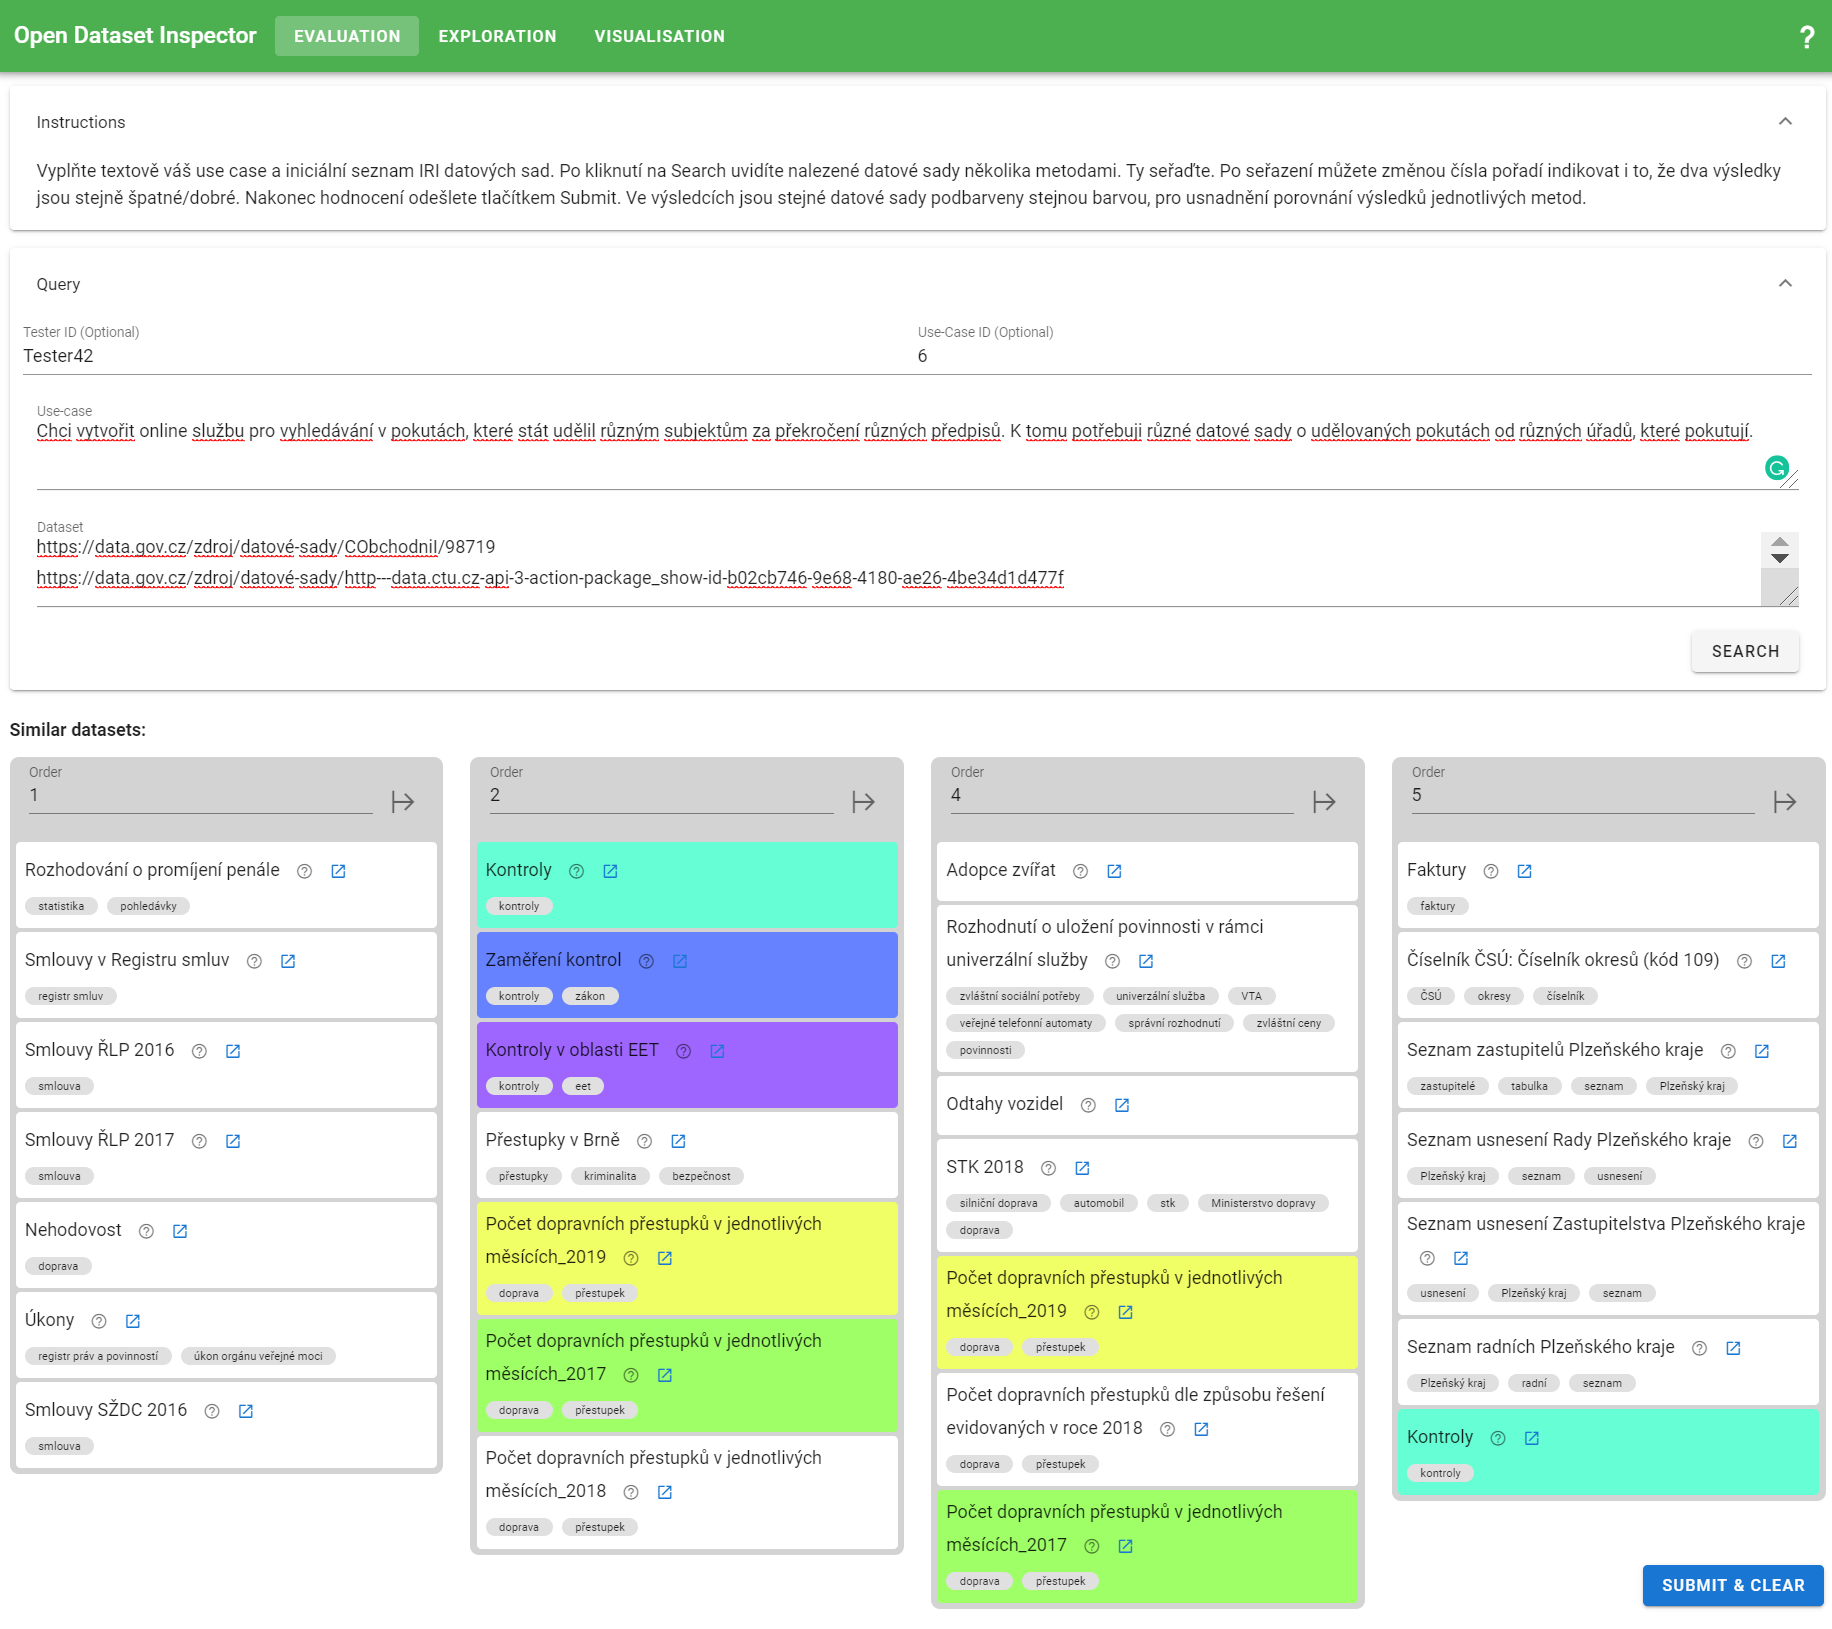 Open Dataset Inspector EVALUATION EXPLORATION VISUALISATION ?
Instructions
Vyplňte textově váš use case a iniciální seznam IRI datových sad. Po kliknutí na Search uvidíte nalezené datové sady několika metodami. Ty seřaďte. Po seřazení můžete změnou čísla pořadí indikovat i to, že dva výsledky
jsou stejně špatné/dobré. Nakonec hodnocení odešlete tlačítkem Submit. Ve výsledcích jsou stejné datové sady podbarveny stejnou barvou, pro usnadnění porovnání výsledků jednotlivých metod.
Query
Tester ID (Optional)
Tester42
Use-Case ID (Optional)
6
Use-case
Chci vytvořit online službu pro vyhledávání v pokutách, které stát udělil různým subjektům za překročení různých předpisů. K tomu potřebuji různé datové sady o udělovaných pokutách od různých úřadů, které pokutují.
Dataset
https://data.gov.cz/zdroj/datové-sady/CObchodniI/98719
https://data.gov.cz/zdroj/datové-sady/http---data.ctu.cz-api-3-action-package_show-id-b02cb746-9e68-4180-ae26-4be34d1d477f
SEARCH
Similar datasets:
Order
1
Rozhodování o promíjení penále
statistika pohledávky
Smlouvy v Registru smluv
registr smluv
Smlouvy ŘLP 2016
smlouva
Smlouvy ŘLP 2017
smlouva
Nehodovost
doprava
Úkony
registr práv a povinností úkon orgánu veřejné moci
Smlouvy SŽDC 2016
smlouva
Order
2
Kontroly
kontroly
Zaměření kontrol
kontroly zákon
Kontroly v oblasti EET
kontroly eet
Přestupky v Brně
přestupky kriminalita bezpečnost
Počet dopravních přestupků v jednotlivých
měsících_2019
doprava přestupek
Počet dopravních přestupků v jednotlivých
měsících_2017
doprava přestupek
Počet dopravních přestupků v jednotlivých
měsících_2018
doprava přestupek
Order
4
Adopce zvířat
Rozhodnutí o uložení povinnosti v rámci
univerzální služby
zvláštní sociální potřeby univerzální služba VTA
veřejné telefonní automaty správní rozhodnutí zvláštní ceny
povinnosti
Odtahy vozidel
STK 2018
silniční doprava automobil stk Ministerstvo dopravy
doprava
Počet dopravních přestupků v jednotlivých
měsících_2019
doprava přestupek
Počet dopravních přestupků dle způsobu řešení
evidovaných v roce 2018
doprava přestupek
Počet dopravních přestupků v jednotlivých
měsících_2017
doprava přestupek
Order
5
Faktury
faktury
Číselník ČSÚ: Číselník okresů (kód 109)
ČSÚ okresy číselník
Seznam zastupitelů Plzeňského kraje
zastupitelé tabulka seznam Plzeňský kraj
Seznam usnesení Rady Plzeňského kraje
Plzeňský kraj seznam usnesení
Seznam usnesení Zastupitelstva Plzeňského kraje
usnesení Plzeňský kraj seznam
Seznam radních Plzeňského kraje
Plzeňský kraj radní seznam
Kontroly
kontroly
SUBMIT & CLEAR